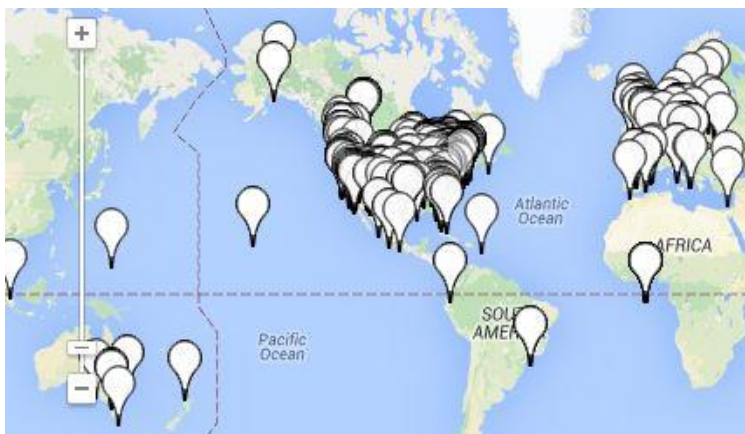 +
Atlantic
Ocean
AFRICA
Pacific
Ocean
SOU
AMER
−